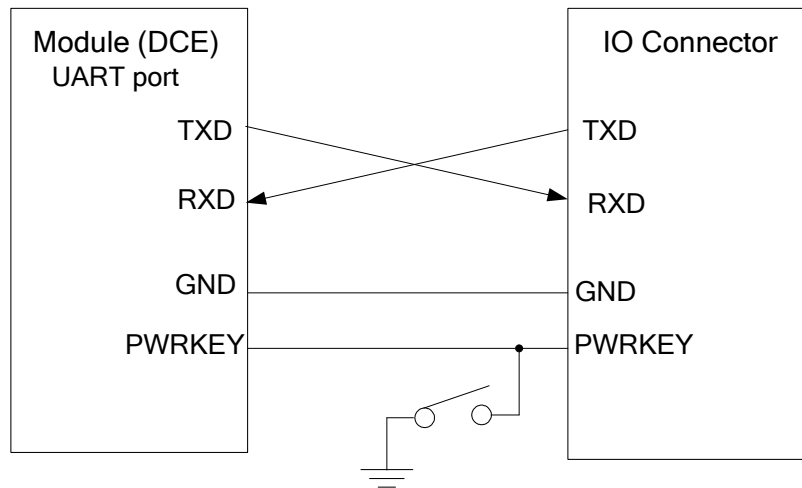 Module (DCE)
UART port
TXD
RXD
GND
PWRKEY
IO Connector
TXD
RXD
GND
PWRKEY